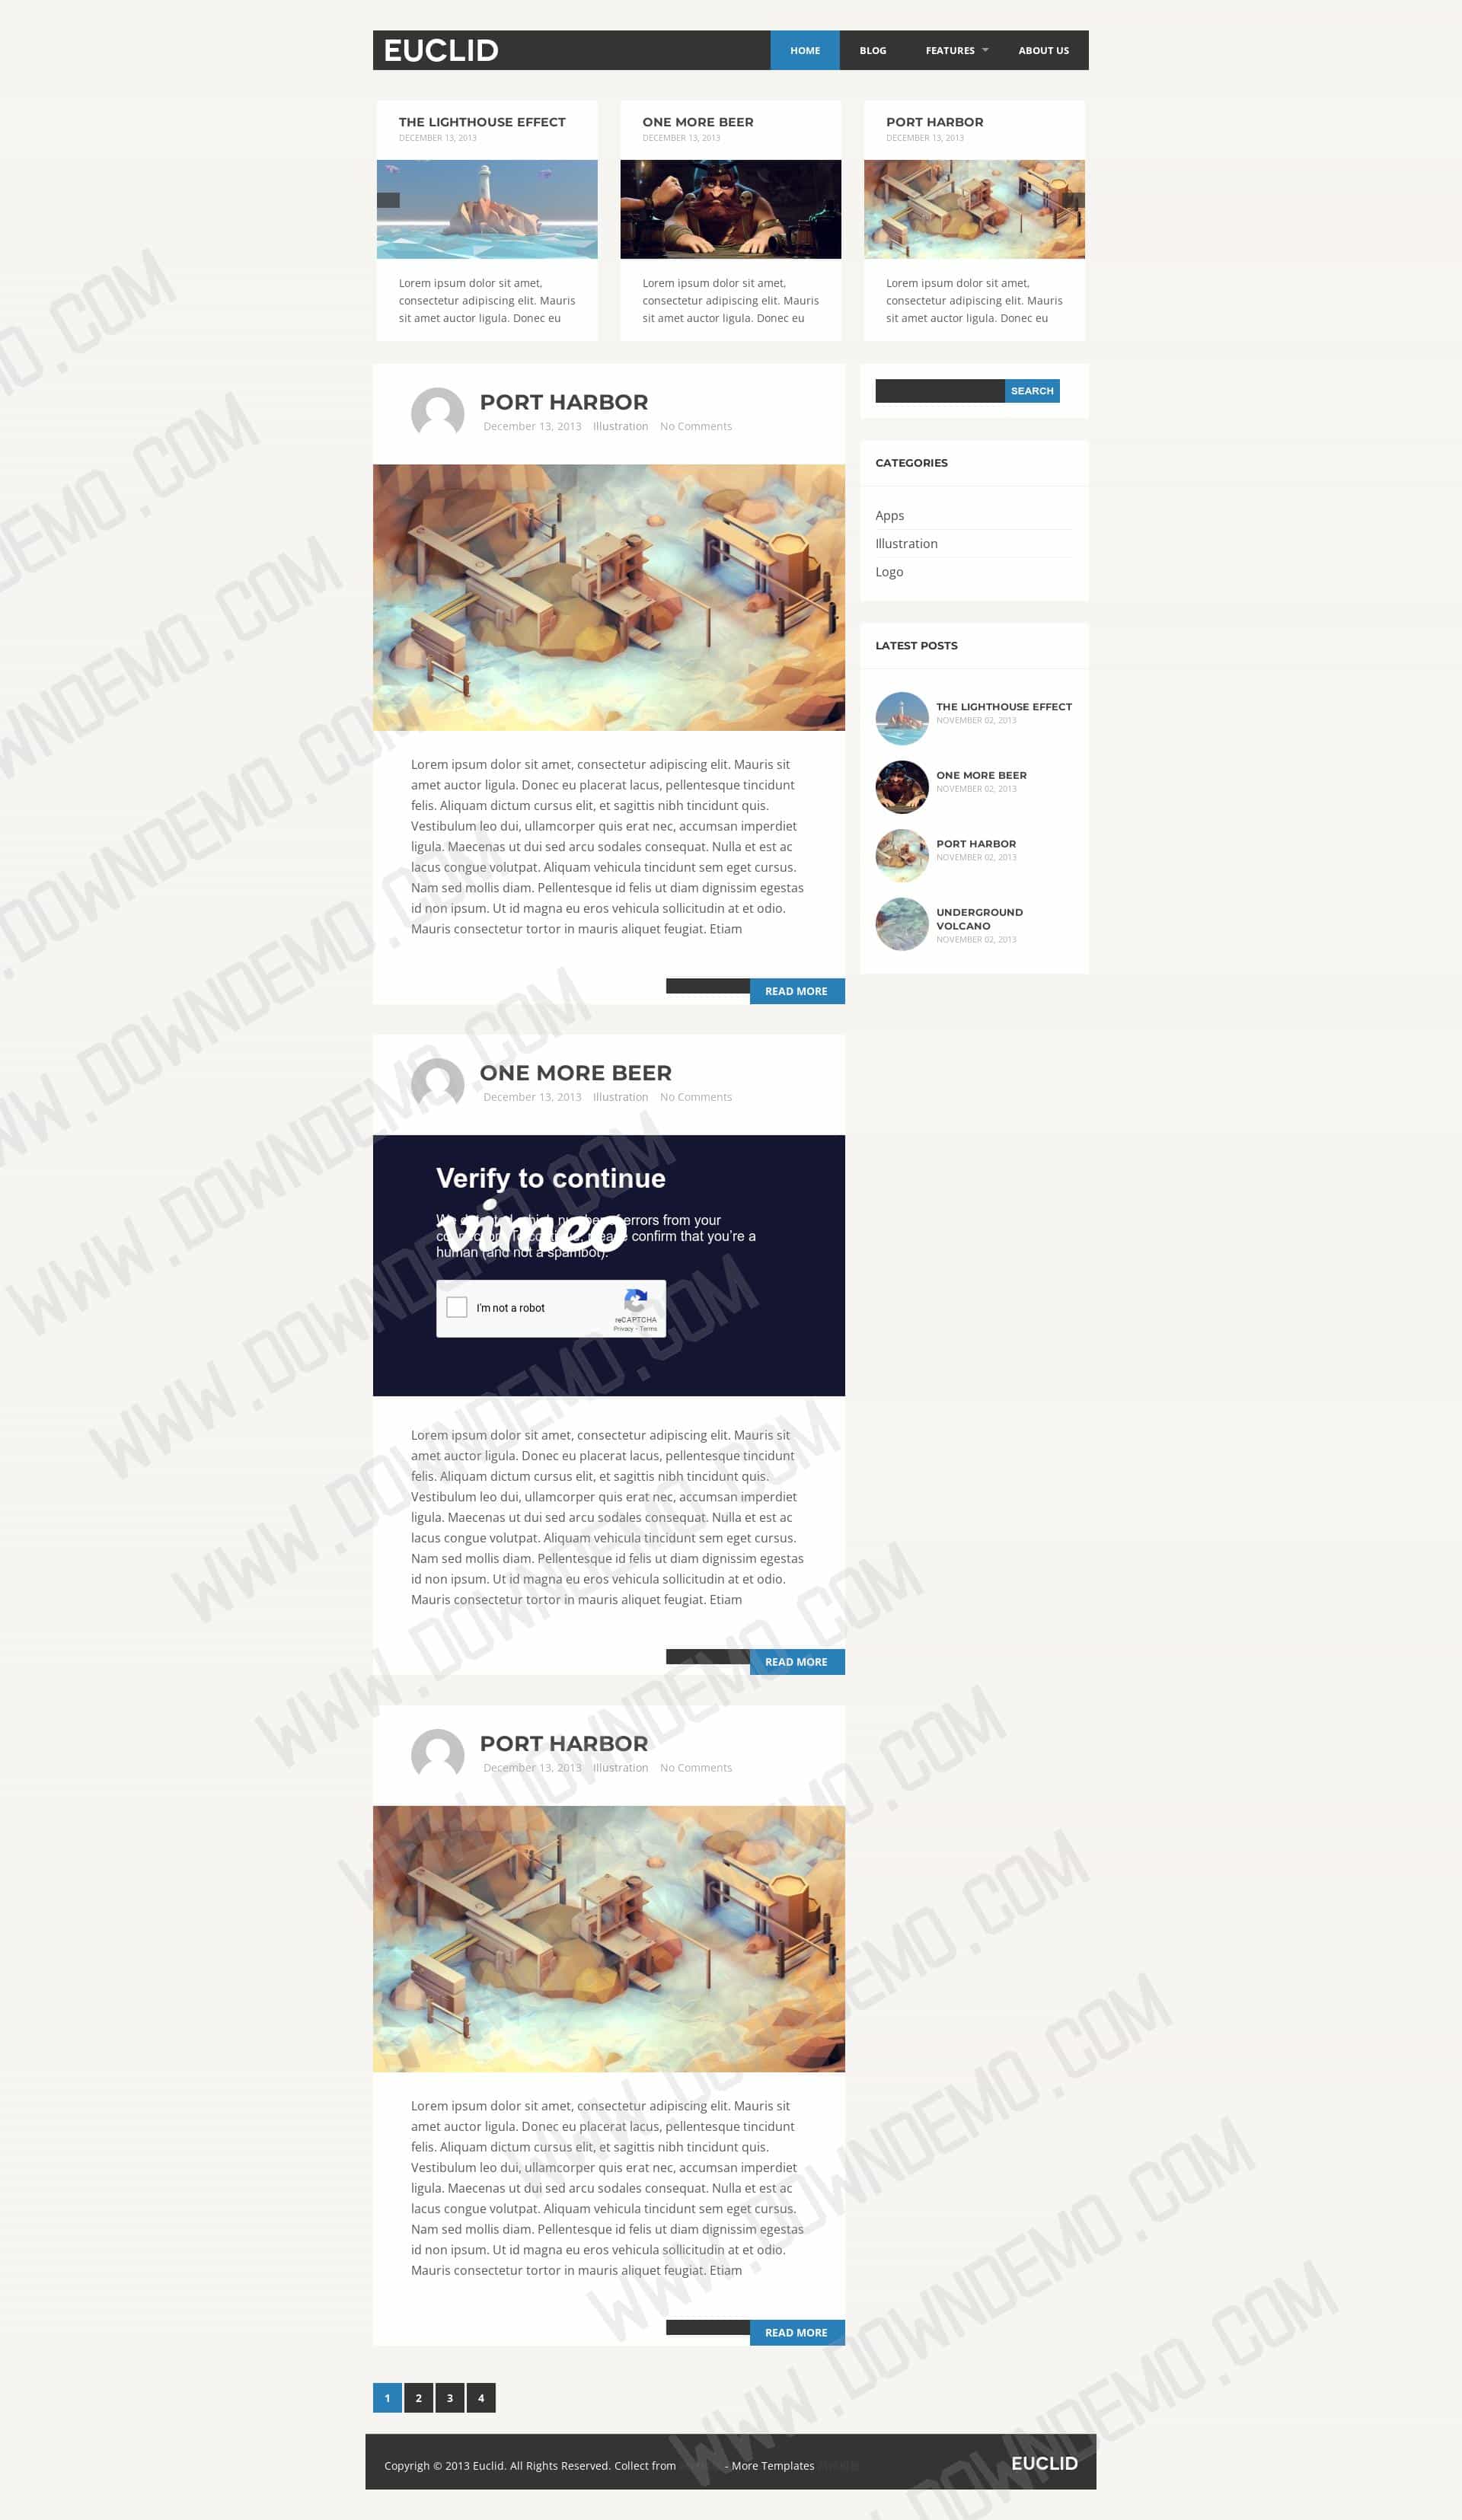 EUCLID
HOME
BLOG
FEATURES
ABOUT US
THE LIGHTHOUSE EFFECT
DECEMBER 13, 2013
Lorem ipsum dolor sit amet,
consectetur adipiscing elit. Mauris
sit amet auctor ligula. Donec eu
ONE MORE BEER
DECEMBER 13, 2013
Lorem ipsum dolor sit amet,
consectetur adipiscing elit. Mauris
sit amet auctor ligula. Donec eu
PORT HARBOR
DECEMBER 13, 2013
Lorem ipsum dolor sit amet,
consectetur adipiscing elit. Mauris
sit amet auctor ligula. Donec eu
PORT HARBOR
December 13, 2013 Illustration No Comments
Lorem ipsum dolor sit amet, consectetur adipiscing elit. Mauris sit
amet auctor ligula. Donec eu placerat lacus, pellentesque tincidunt
felis. Aliquam dictum cursus elit, et sagittis nibh tincidunt quis.
Vestibulum leo dui, ullamcorper quis erat nec, accumsan imperdiet
ligula. Maecenas ut dui sed arcu sodales consequat. Nulla et est ac
lacus congue volutpat. Aliquam vehicula tincidunt sem eget cursus.
Nam sed mollis diam. Pellentesque id felis ut diam dignissim egestas
id non ipsum. Ut id magna eu eros vehicula sollicitudin at et odio.
Mauris consectetur tortor in mauris aliquet feugiat. Etiam
READ MORE
SEARCH
CATEGORIES
Apps
Illustration
Logo
LATEST POSTS
THE LIGHTHOUSE EFFECT
NOVEMBER 02, 2013
ONE MORE BEER
NOVEMBER 02, 2013
PORT HARBOR
NOVEMBER 02, 2013
UNDERGROUND
VOLCANO
NOVEMBER 02, 2013
ONE MORE BEER
December 13, 2013 Illustration No Comments
Verify to continue
vimeo
errors from your
confirm that you're a
human (and not a spambot).
I'm not a robot
reCAPTCHA
Privacy - Terms
Lorem ipsum dolor sit amet, consectetur adipiscing elit. Mauris sit
amet auctor ligula. Donec eu placerat lacus, pellentesque tincidunt
felis. Aliquam dictum cursus elit, et sagittis nibh tincidunt quis.
Vestibulum leo dui, ullamcorper quis erat nec, accumsan imperdiet
ligula. Maecenas ut dui sed arcu sodales consequat. Nulla et est ac
lacus congue volutpat. Aliquam vehicula tincidunt sem eget cursus.
Nam sed mollis diam. Pellentesque id felis ut diam dignissim egestas
id non ipsum. Ut id magna eu eros vehicula sollicitudin at et odio.
Mauris consectetur tortor in mauris aliquet feugiat. Etiam
READ MORE
PORT HARBOR
December 13, 2013 Illustration No Comments
Lorem ipsum dolor sit amet, consectetur adipiscing elit. Mauris sit
amet auctor ligula. Donec eu placerat lacus, pellentesque tincidunt
felis. Aliquam dictum cursus elit, et sagittis nibh tincidunt quis.
Vestibulum leo dui, ullamcorper quis erat nec, accumsan imperdiet
ligula. Maecenas ut dui sed arcu sodales consequat. Nulla et est ac
lacus congue volutpat. Aliquam vehicula tincidunt sem eget cursus.
Nam sed mollis diam. Pellentesque id felis ut diam dignissim egestas
id non ipsum. Ut id magna eu eros vehicula sollicitudin at et odio.
Mauris consectetur tortor in mauris aliquet feugiat. Etiam
READ MORE
1 2 3 4
Copyrigh © 2013 Euclid. All Rights Reserved. Collect from - More Templates
EUCLID
WWW.DOWNDEMO.COM